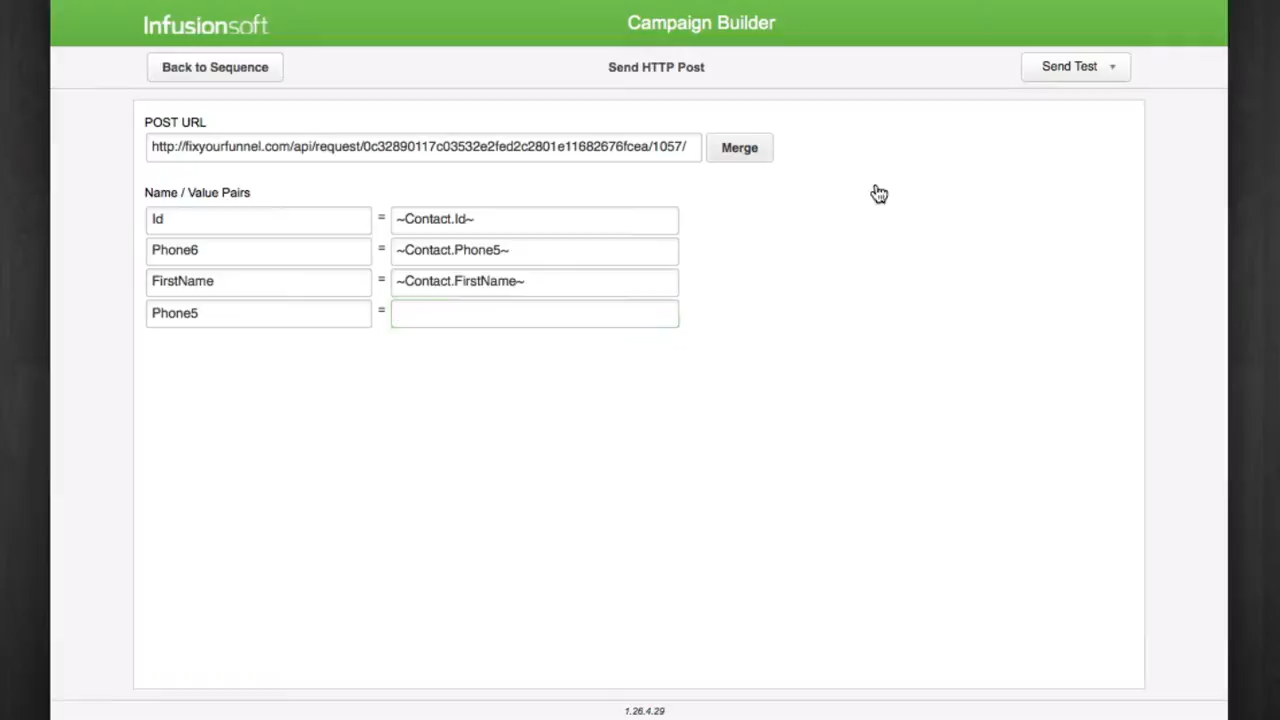 Infusionsoft
Campaign Builder
Back to Sequence
Send HTTP Post
Send Test
POST URL
http://fixyourfunnel.com/api/request/0c32890117c03532e2fed2c2801e11682676fcea/1057/
Merge
Name / Value Pairs
Id = ~Contact.Id~
Phone6 = ~Contact.Phone5~
FirstName = ~Contact.FirstName~
Phone5 =
1.26.4.29